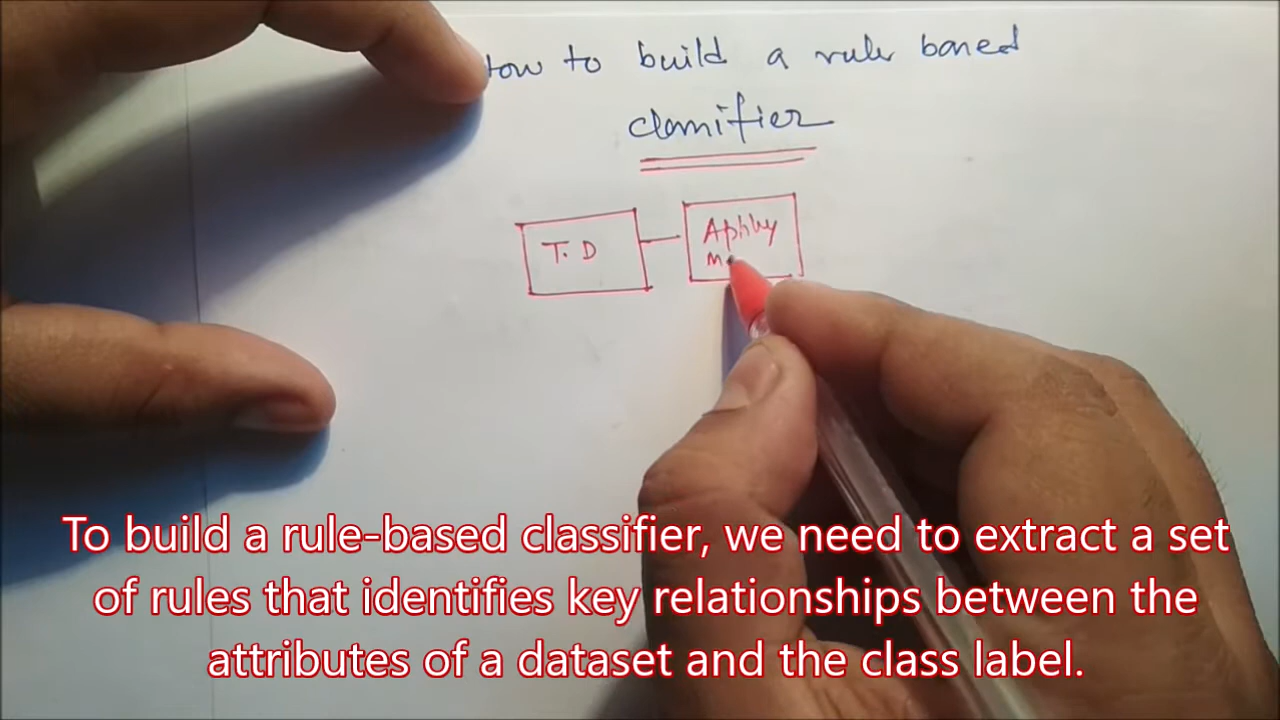 How to build a rule based
classifier
T. D
Apply
m
To build a rule-based classifier, we need to extract a set
of rules that identifies key relationships between the
attributes of a dataset and the class label.